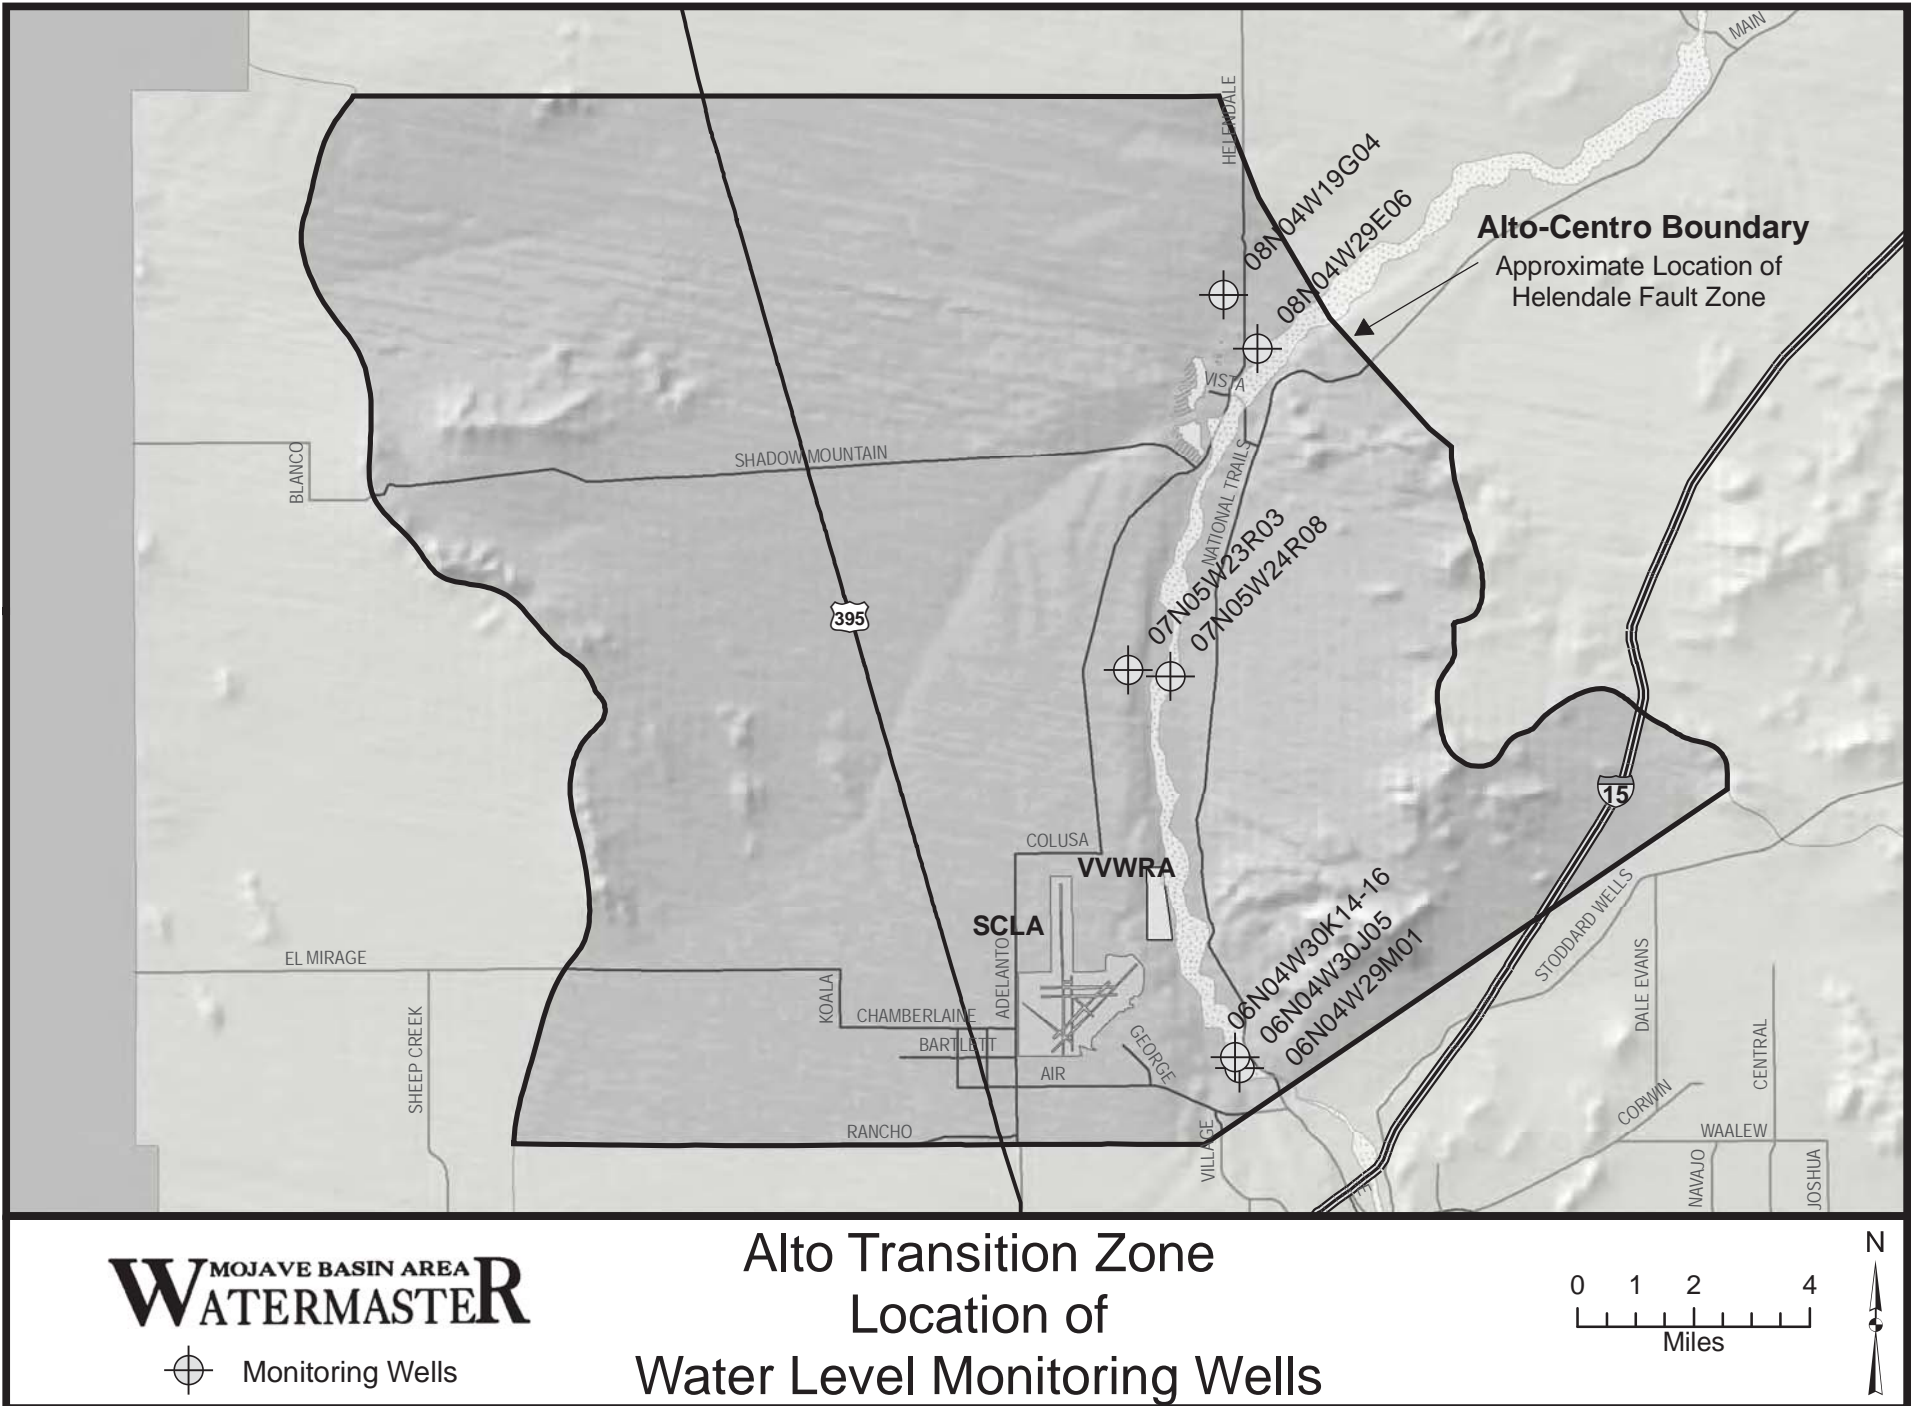 MAIN
HELENDALE
08N04W19G04
08N04W29E06
Alto-Centro Boundary
Approximate Location of
Helendale Fault Zone
VISTA
BLANCO
SHADOW MOUNTAIN
NATIONAL TRAILS
07N05W23R03
07N05W24R08
395
15
COLUSA
VVWRA
SCLA
06N04W30K14-16
06N04W30J05
06N04W29M01
STODDARD WELLS
EL MIRAGE
KOALA
ADELANTO
CHAMBERLAINE
BARTLETT
AIR
GEORGE
SHEEP CREEK
DALE EVANS
CENTRAL
CORWIN
RANCHO
VILLAGE
WAALEW
NAVAJO
JOSHUA
MOJAVE BASIN AREA
WATERMASTER
Monitoring Wells
Alto Transition Zone
Location of
Water Level Monitoring Wells
0 1 2 4
Miles
N